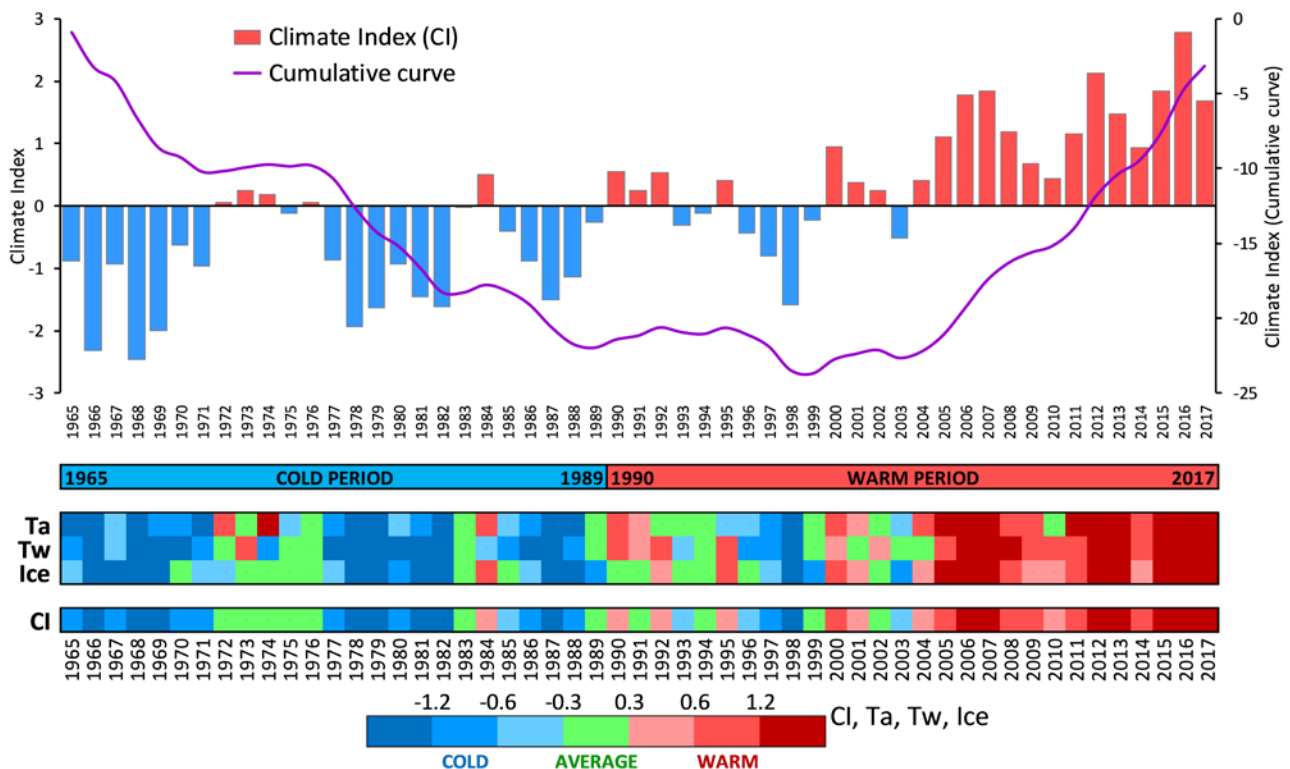 3
2
1
0
-1
-2
-3
Climate Index
Climate Index (CI)
Cumulative curve
0
-5
-10
-15
-20
-25
Climate Index (Cumulative curve)
1965 1966 1967 1968 1969 1970 1971 1972 1973 1974 1975 1976 1977 1978 1979 1980 1981 1982 1983 1984 1985 1986 1987 1988 1989 1990 1991 1992 1993 1994 1995 1996 1997 1998 1999 2000 2001 2002 2003 2004 2005 2006 2007 2008 2009 2010 2011 2012 2013 2014 2015 2016 2017
1965 COLD PERIOD 1989 1990 WARM PERIOD 2017
Ta
Tw
Ice
CI
1965 1966 1967 1968 1969 1970 1971 1972 1973 1974 1975 1976 1977 1978 1979 1980 1981 1982 1983 1984 1985 1986 1987 1988 1989 1990 1991 1992 1993 1994 1995 1996 1997 1998 1999 2000 2001 2002 2003 2004 2005 2006 2007 2008 2009 2010 2011 2012 2013 2014 2015 2016 2017
-1.2 -0.6 -0.3 0.3 0.6 1.2
CI, Ta, Tw, Ice
COLD AVERAGE WARM